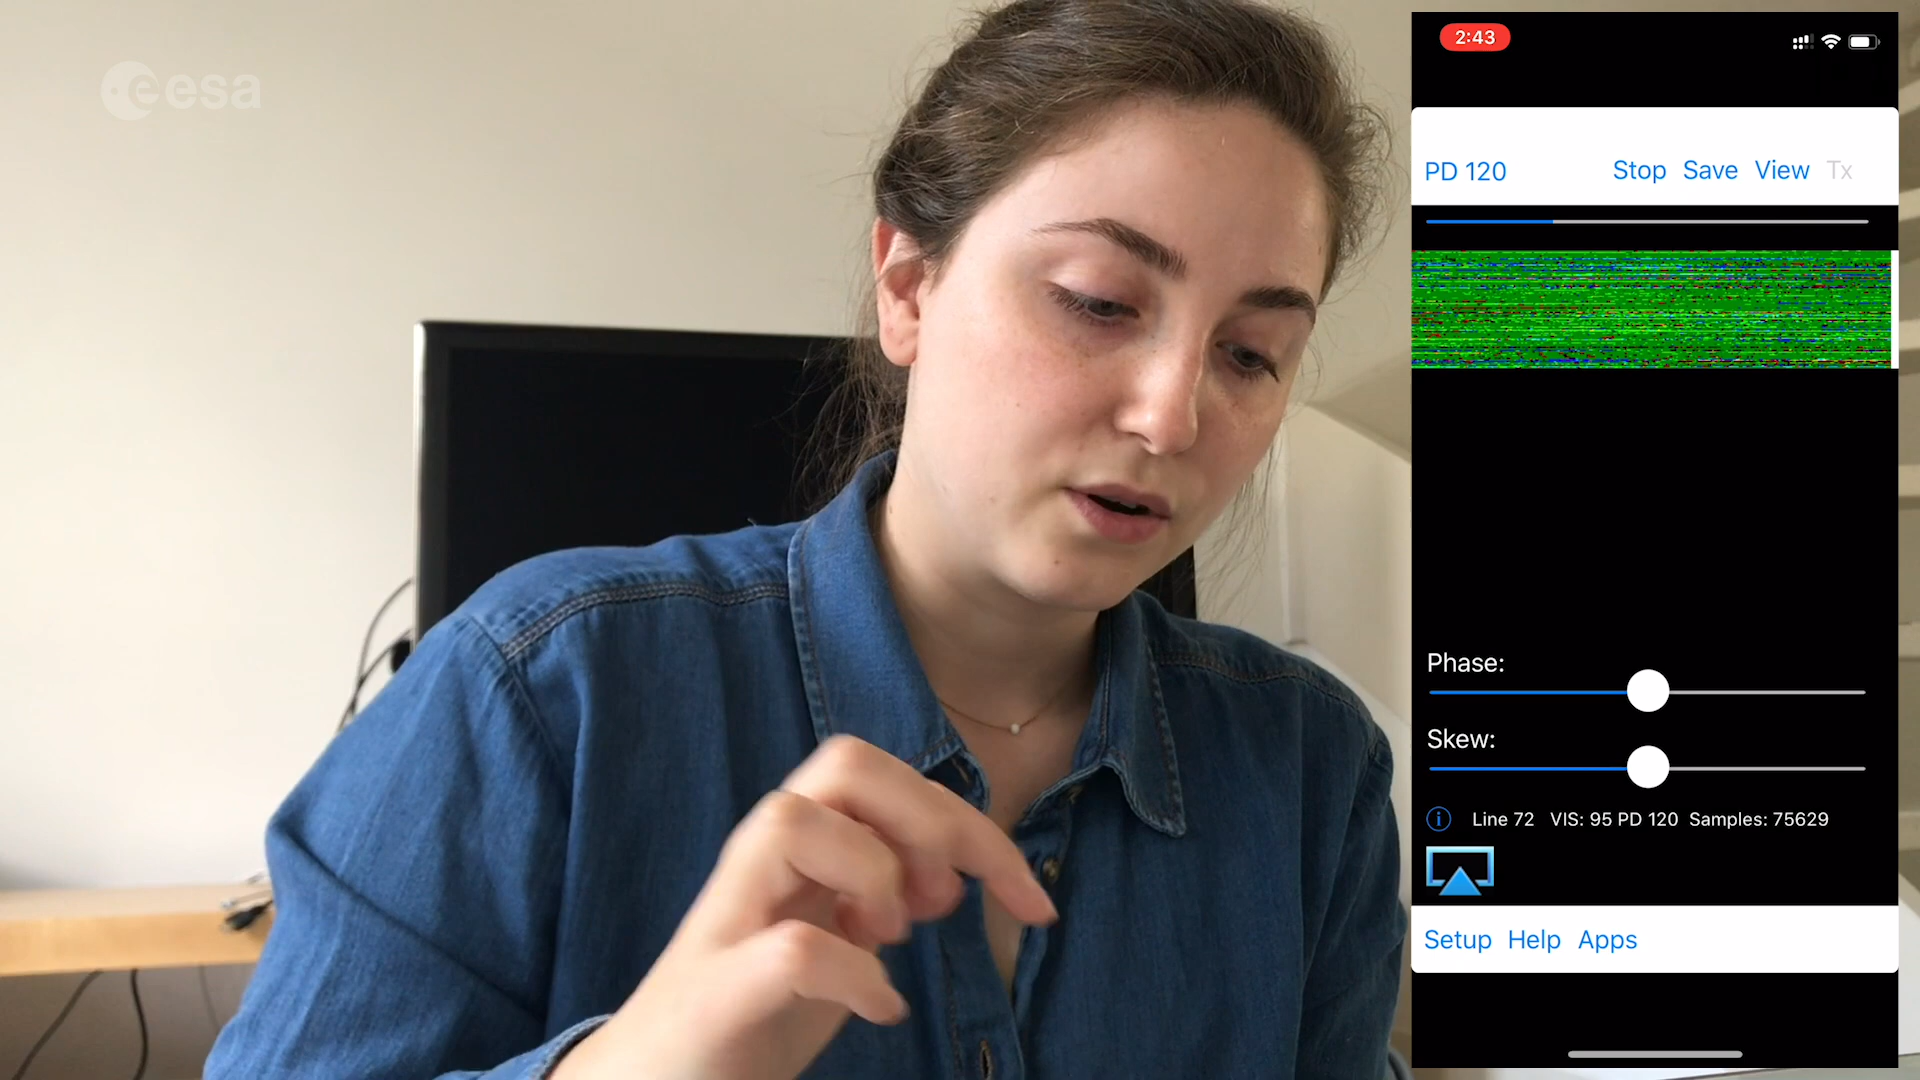 esa
2:43
PD 120 Stop Save View Tx
Phase:
Skew:
Line 72 VIS: 95 PD 120 Samples: 75629
Setup Help Apps